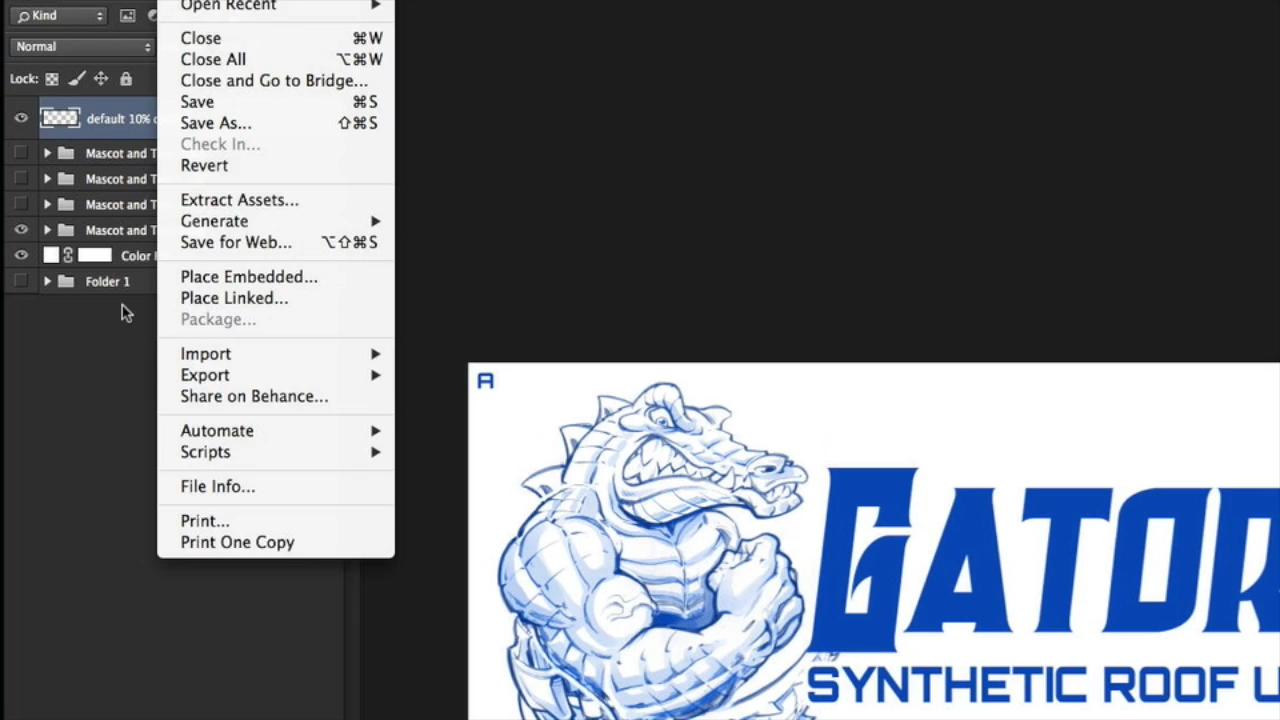 Open Recent
Kind
Normal
Close ⌘W
Close All ⌥⌘W
Close and Go to Bridge...
Lock:
Save ⌘S
default 10%
Save As... ⇧⌘S
Check In...
Mascot and T
Revert
Mascot and T
Extract Assets...
Mascot and T
Generate
Mascot and T
Save for Web... ⌥⇧⌘S
Color
Place Embedded...
Folder 1
Place Linked...
Package...
Import
Export
Share on Behance...
A
Automate
Scripts
File Info...
Print...
Print One Copy
GATOR
SYNTHETIC ROOF U